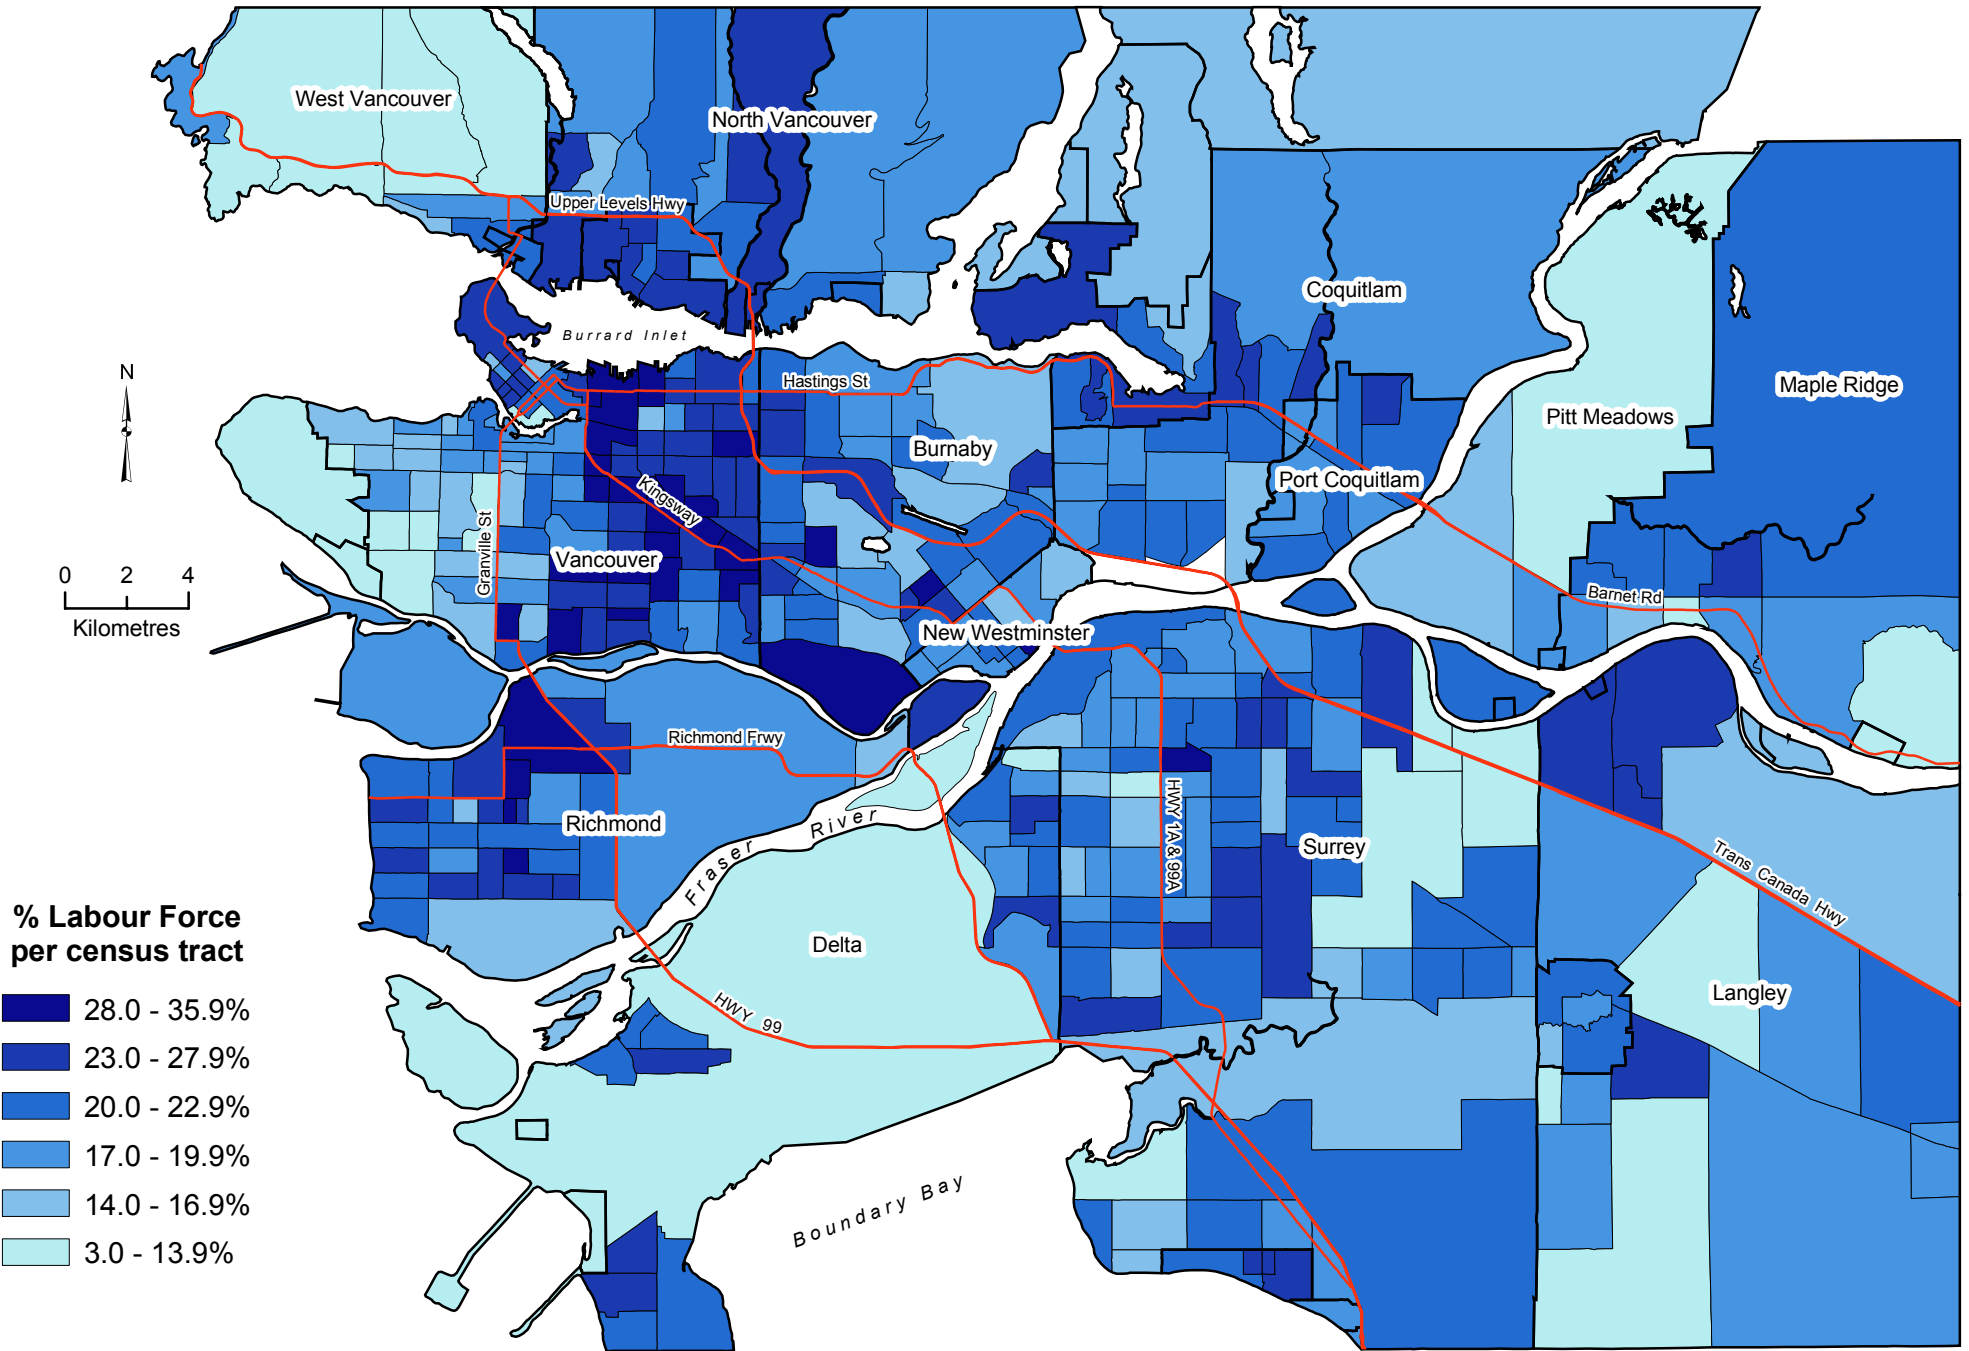 West Vancouver
North Vancouver
Upper Levels Hwy
Coquitlam
Burrard Inlet
N
Hastings St
Maple Ridge
Pitt Meadows
Burnaby
Port Coquitlam
Kingsway
Granville St
Vancouver
0 2 4
Kilometres
Barnet Rd
New Westminster
Richmond Frwy
HWY 1A & 99A
Richmond
Fraser River
Surrey
Trans Canada Hwy
Delta
Langley
HWY 99
Boundary Bay
% Labour Force
per census tract
28.0 - 35.9%
23.0 - 27.9%
20.0 - 22.9%
17.0 - 19.9%
14.0 - 16.9%
3.0 - 13.9%